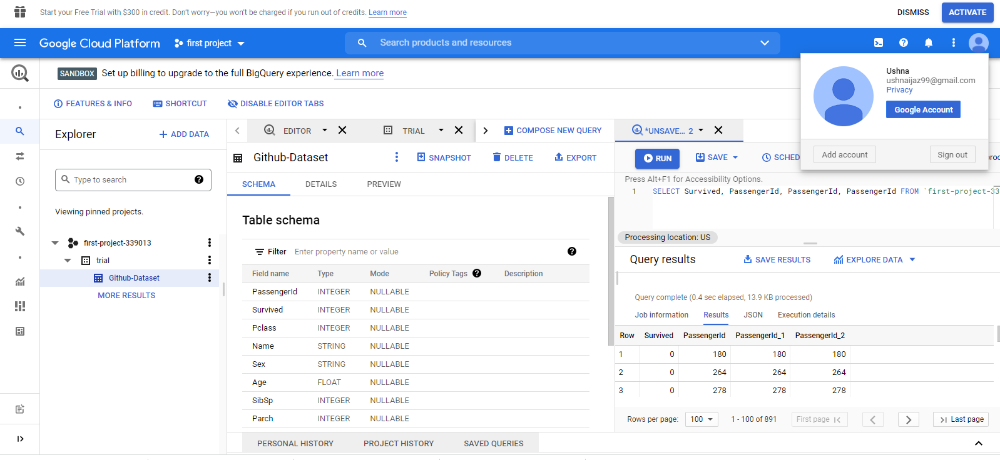 Start your Free Trial with $300 in credit. Don't worry—you won't be charged if you run out of credits. Learn more
DISMISS
ACTIVATE
Google Cloud Platform
first project
Search products and resources
SANDBOX Set up billing to upgrade to the full BigQuery experience. Learn more
Ushna
ushnaijaz99@gmail.com
Privacy
Google Account
Add account
Sign out
FEATURES & INFO
SHORTCUT
DISABLE EDITOR TABS
Explorer
+ ADD DATA
Type to search
Viewing pinned projects.
first-project-339013
trial
Github-Dataset
MORE RESULTS
EDITOR
TRIAL
COMPOSE NEW QUERY
*UNSAVE... 2
Github-Dataset
SNAPSHOT
DELETE
EXPORT
SCHEMA
DETAILS
PREVIEW
Table schema
Filter Enter property name or value
Field name Type Mode Policy Tags Description
PassengerId INTEGER NULLABLE
Survived INTEGER NULLABLE
Pclass INTEGER NULLABLE
Name STRING NULLABLE
Sex STRING NULLABLE
Age FLOAT NULLABLE
SibSp INTEGER NULLABLE
Parch INTEGER NULLABLE
RUN
SAVE
SCHED
Press Alt+F1 for Accessibility Options.
1 SELECT Survived, PassengerId, PassengerId, PassengerId FROM `first-project-33
Processing location: US
Query results
SAVE RESULTS
EXPLORE DATA
Query complete (0.4 sec elapsed, 13.9 KB processed)
Job information Results JSON Execution details
Row Survived PassengerId PassengerId_1 PassengerId_2
1 0 180 180 180
2 0 264 264 264
3 0 278 278 278
Rows per page: 100 1 - 100 of 891 First page Last page
PERSONAL HISTORY
PROJECT HISTORY
SAVED QUERIES